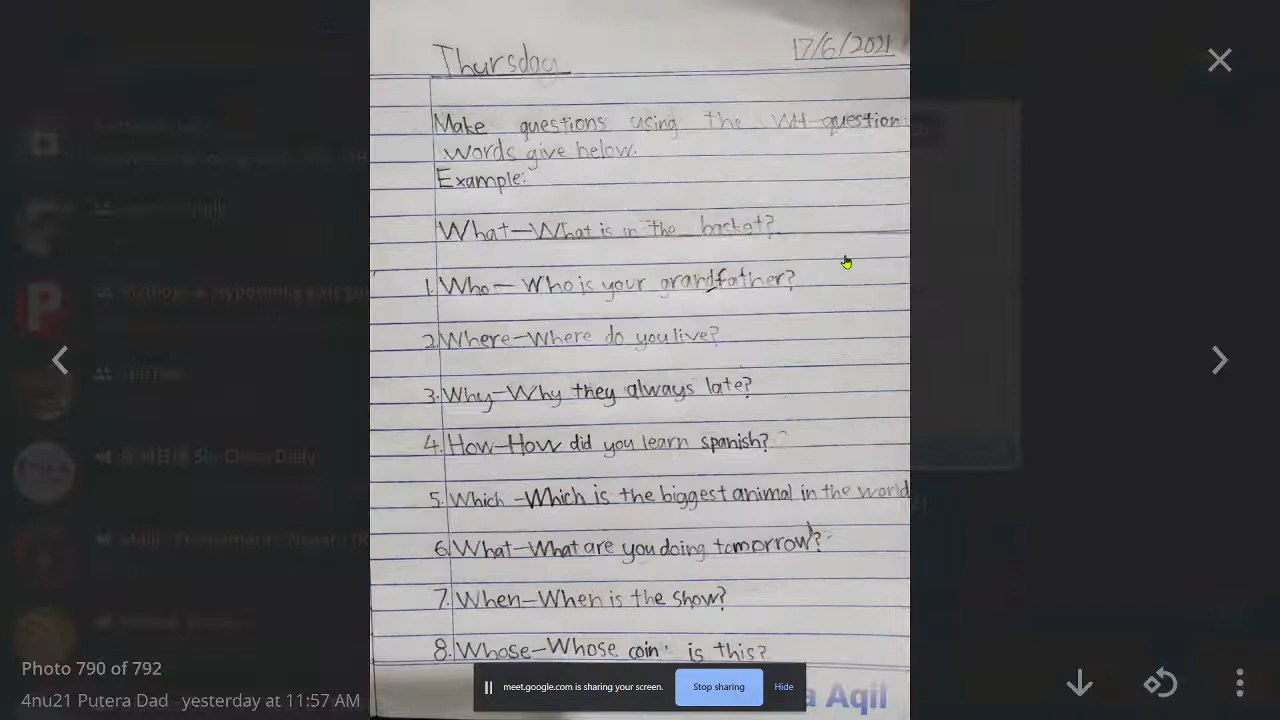 Thursday
17/6/2021
Make questions using the WH question
words give below.
Example:
What-What is in the basket?
1. Who-Who is your grandfather?
2. Where-Where do you live?
3. Why-Why they always late?
4. How-How did you learn spanish?
5. Which-Which is the biggest animal in the world
6. What-What are you doing tomorrow?
7. When-When is the show?
8. Whose-Whose coin is this?
Photo 790 of 792
4nu21 Putera Dad yesterday at 11:57 AM
meet.google.com is sharing your screen.
Stop sharing
Hide
a Aqil